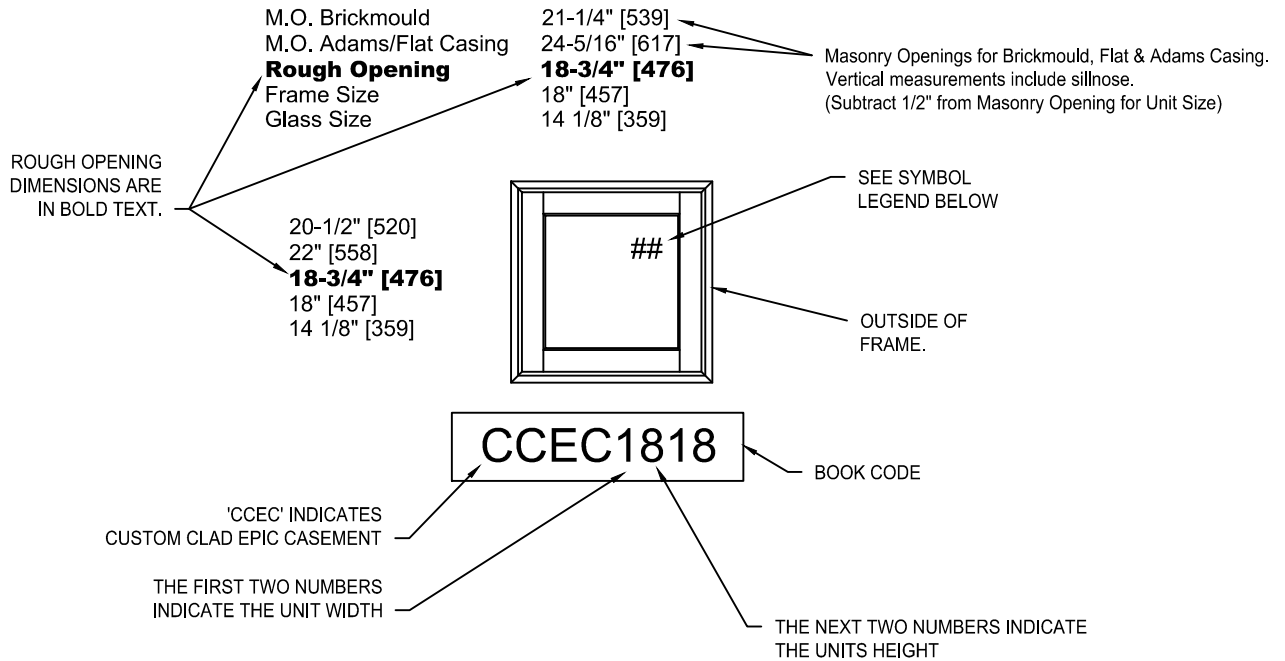 M.O. Brickmould 21-1/4" [539]
M.O. Adams/Flat Casing 24-5/16" [617]
Rough Opening 18-3/4" [476]
Frame Size 18" [457]
Glass Size 14 1/8" [359]
Masonry Openings for Brickmould, Flat & Adams Casing.
Vertical measurements include sillnose.
(Subtract 1/2" from Masonry Opening for Unit Size)
ROUGH OPENING
DIMENSIONS ARE
IN BOLD TEXT.
SEE SYMBOL
LEGEND BELOW
20-1/2" [520]
22" [558]
18-3/4" [476]
18" [457]
14 1/8" [359]
##
OUTSIDE OF
FRAME.
CCEC1818
BOOK CODE
'CCEC' INDICATES
CUSTOM CLAD EPIC CASEMENT
THE FIRST TWO NUMBERS
INDICATE THE UNIT WIDTH
THE NEXT TWO NUMBERS INDICATE
THE UNITS HEIGHT